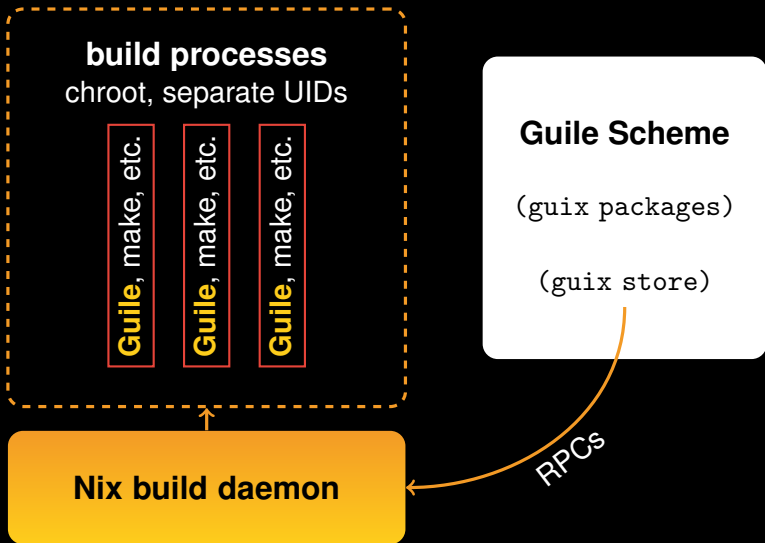 build processes
chroot, separate UIDs
Guile, make, etc.
Guile, make, etc.
Guile, make, etc.
Guile Scheme
(guix packages)
(guix store)
RPCs
Nix build daemon